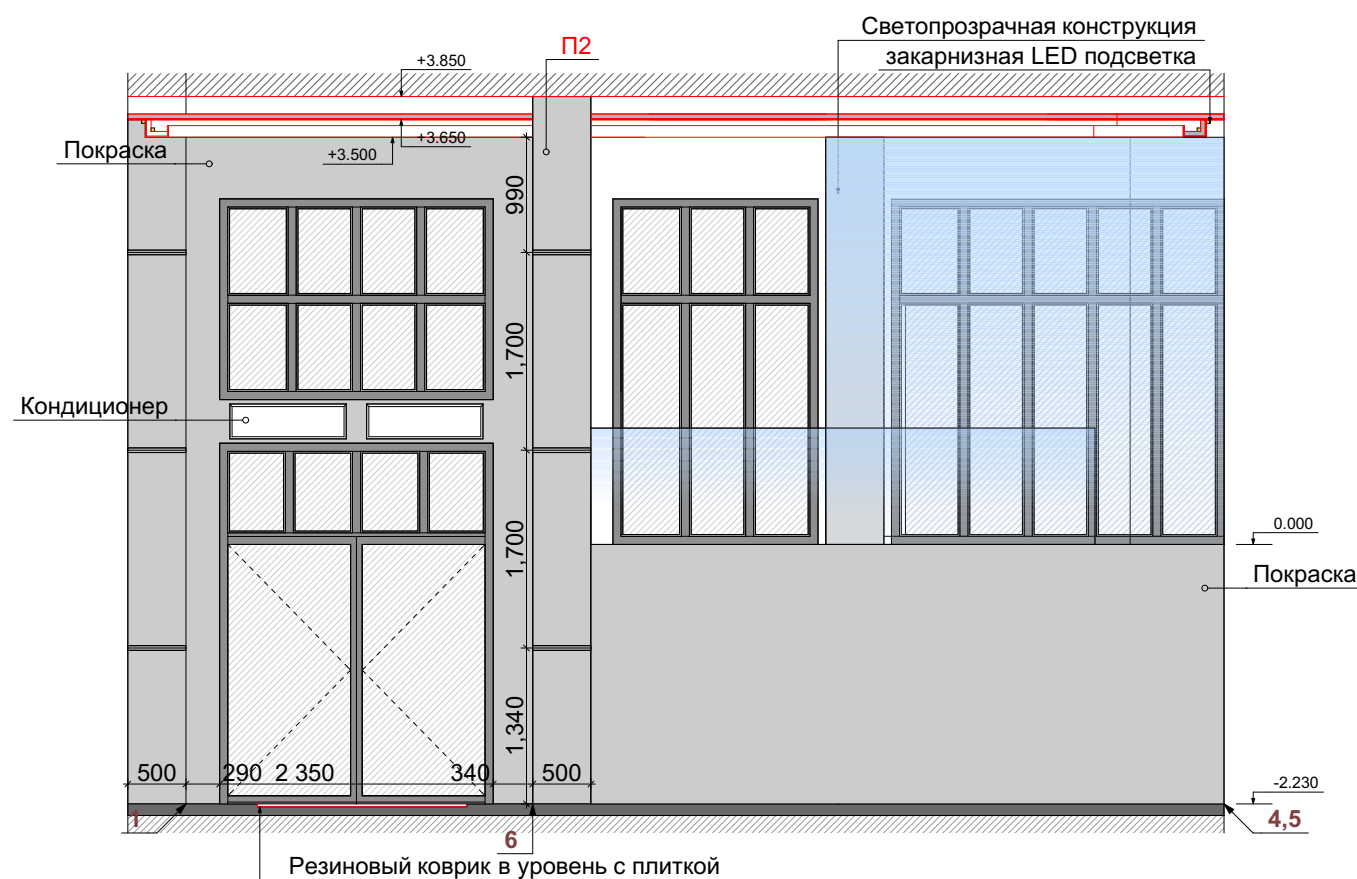 Светопрозрачная конструкция
закарнизная LED подсветка
П2
+3.850
+3.650
+3.500
Покраска
990
1,700
Кондиционер
1,700
0.000
Покраска
1,340
500
290
2 350
340
500
-2.230
1
6
4,5
Резиновый коврик в уровень с плиткой